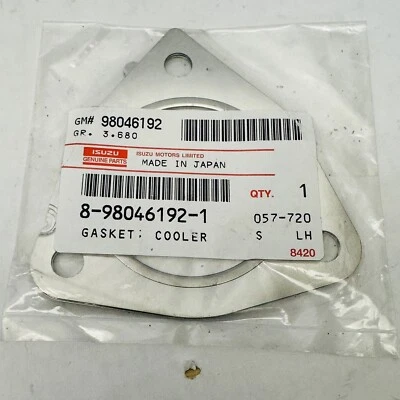 GM# 98046192
GR. 3.680
ISUZU
GENUINE PARTS
ISUZU MOTORS LIMITED
MADE IN JAPAN
QTY. 1
8-98046192-1
057-720
GASKET; COOLER
S LH
8420